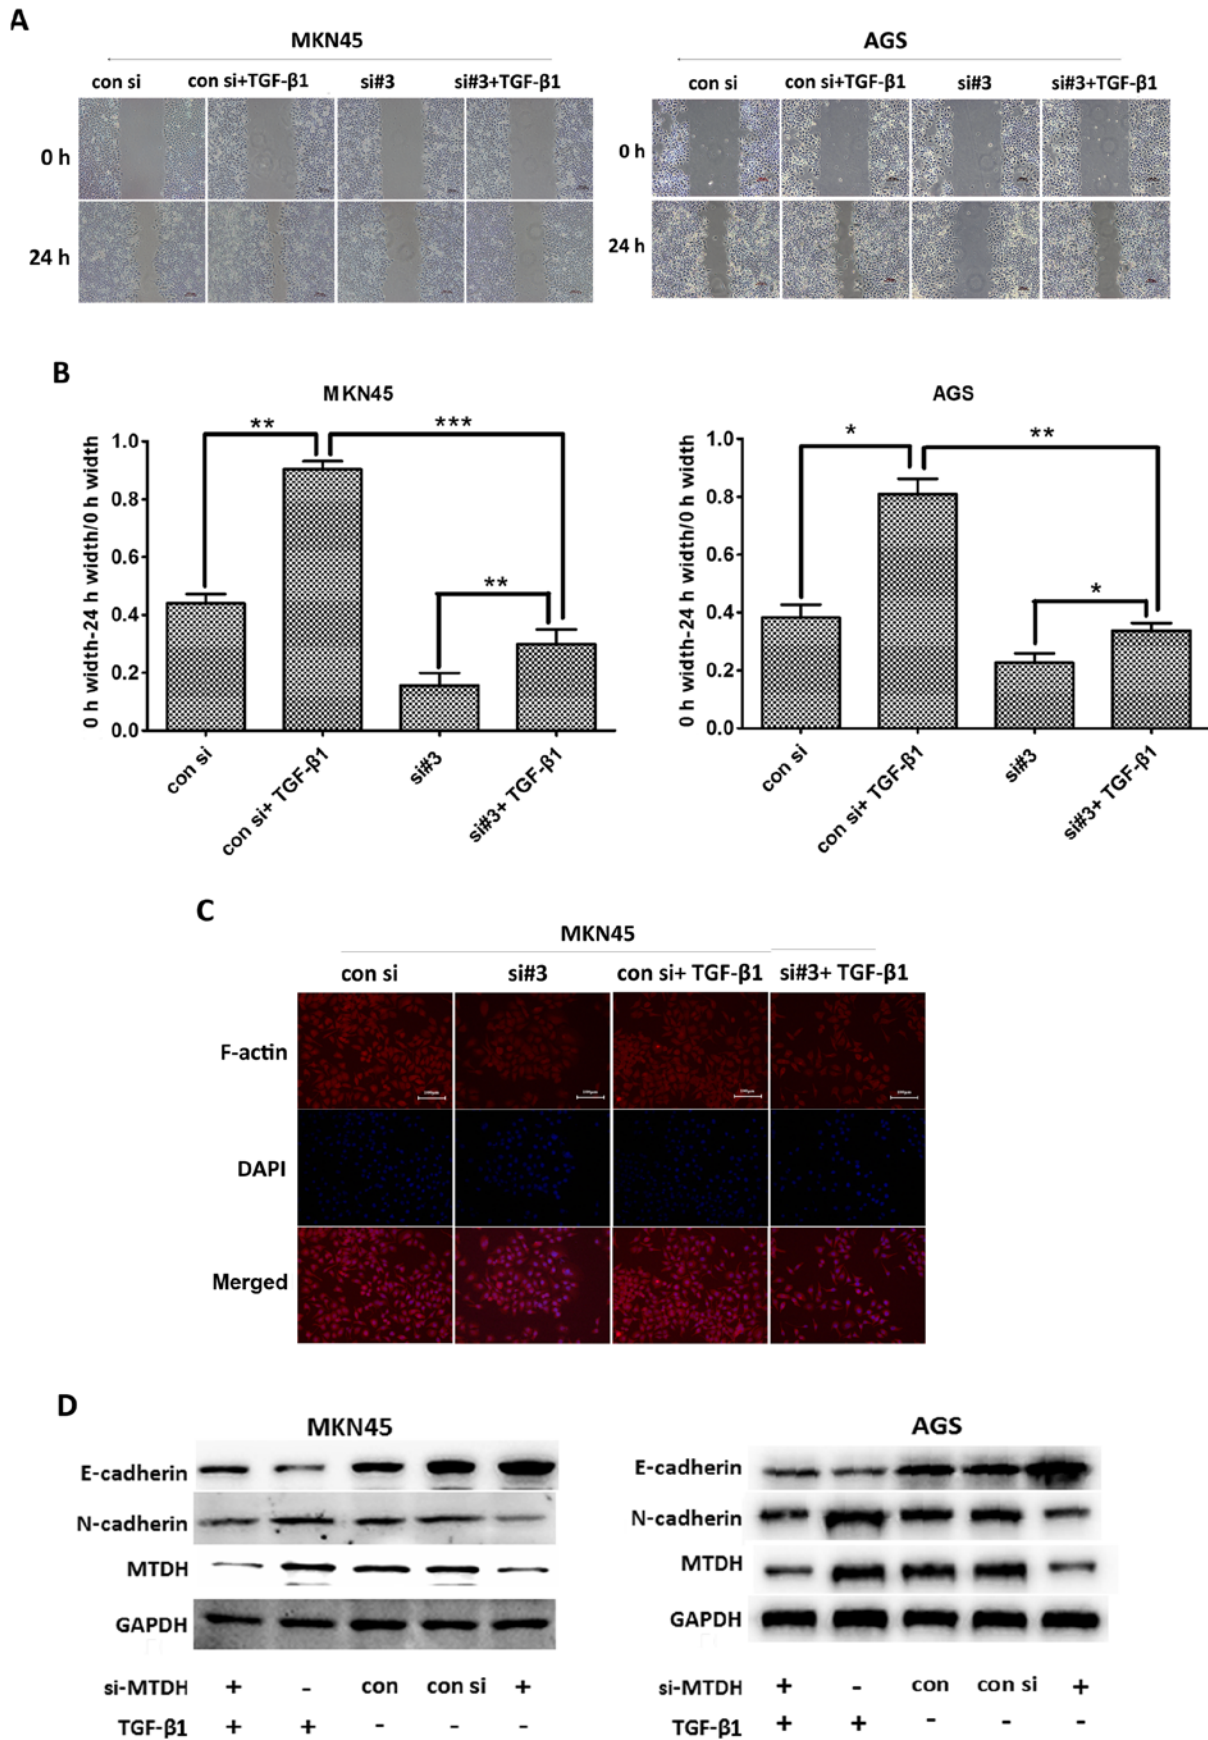 A
MKN45
con si con si+TGF-β1 si#3 si#3+TGF-β1
0 h
24 h
AGS
con si con si+TGF-β1 si#3 si#3+TGF-β1
0 h
24 h
B
MKN45
0 h width-24 h width/0 h width
1.0
0.8
0.6
0.4
0.2
0.0
** *** **
con si
con si+ TGF-β1
si#3
si#3+ TGF-β1
AGS
0 h width-24 h width/0 h width
1.0
0.8
0.6
0.4
0.2
0.0
* ** *
con si
con si+ TGF-β1
si#3
si#3+ TGF-β1
C
MKN45
con si si#3 con si+ TGF-β1 si#3+ TGF-β1
F-actin
DAPI
Merged
D
MKN45
E-cadherin
N-cadherin
MTDH
GAPDH
si-MTDH + - con con si +
TGF-β1 + + - - -
AGS
E-cadherin
N-cadherin
MTDH
GAPDH
si-MTDH + - con con si +
TGF-β1 + + - - -